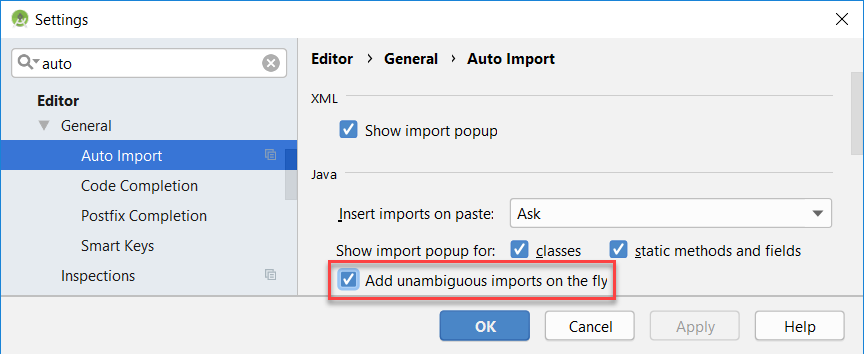 Settings
auto
Editor
General
Auto Import
Code Completion
Postfix Completion
Smart Keys
Inspections
Editor › General › Auto Import
XML
Show import popup
Java
Insert imports on paste: Ask
Show import popup for: classes static methods and fields
Add unambiguous imports on the fly
OK Cancel Apply Help